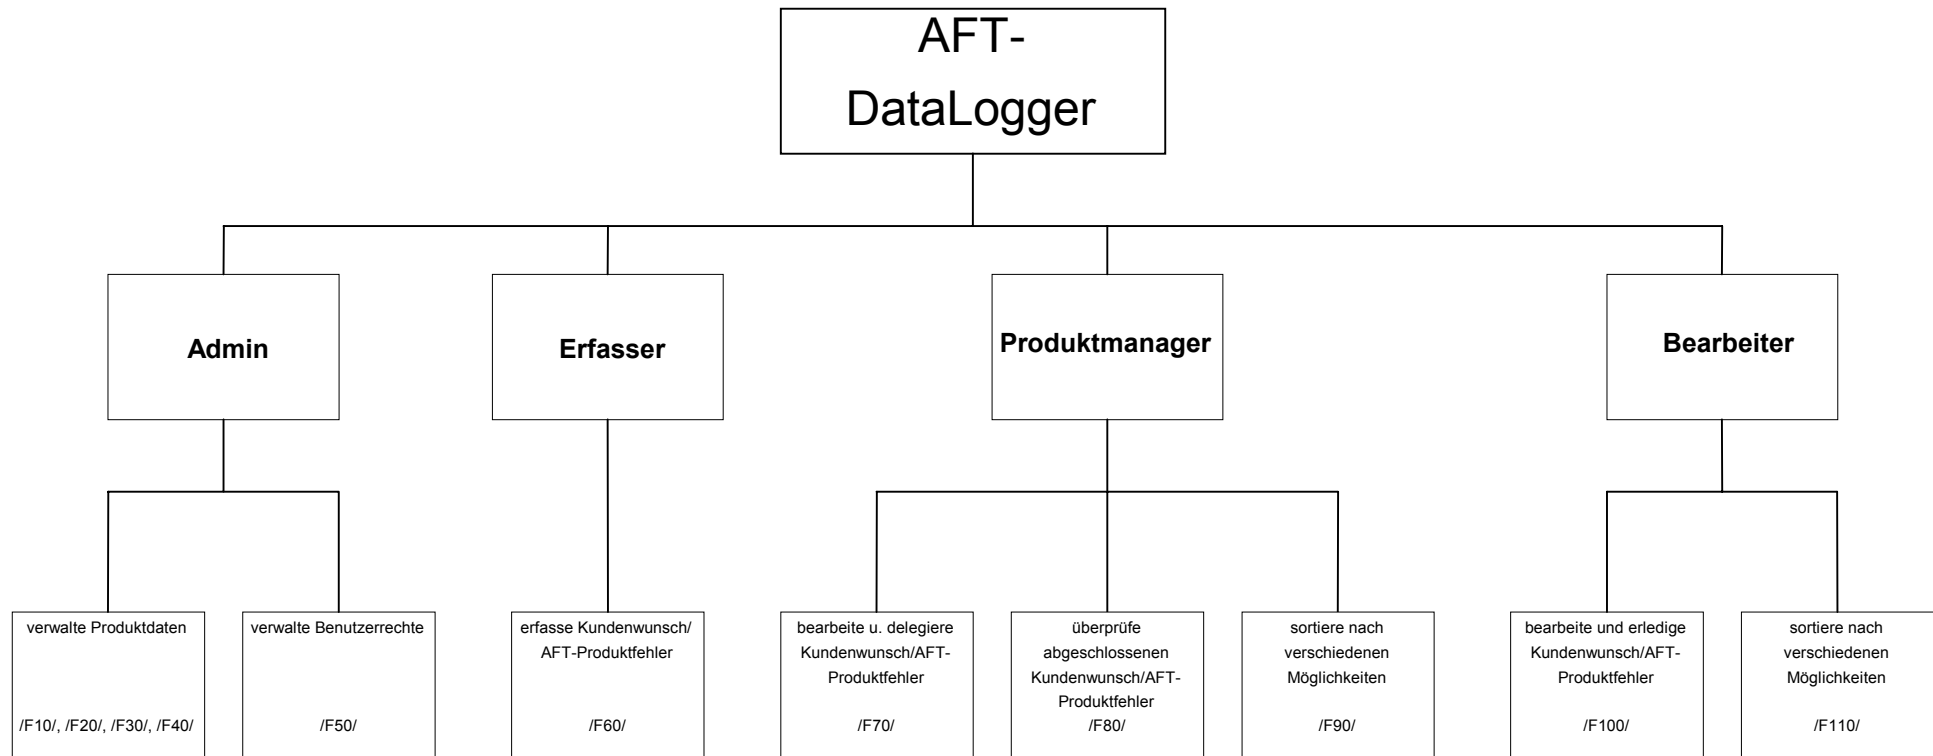 AFT-
DataLogger
Admin
Erfasser
Produktmanager
Bearbeiter
verwalte Produktdaten
/F10/, /F20/, /F30/, /F40/
verwalte Benutzerrechte
/F50/
erfasse Kundenwunsch/
AFT-Produktfehler
/F60/
bearbeite u. delegiere
Kundenwunsch/AFT-
Produktfehler
/F70/
überprüfe
abgeschlossenen
Kundenwunsch/AFT-
Produktfehler
/F80/
sortiere nach
verschiedenen
Möglichkeiten
/F90/
bearbeite und erledige
Kundenwunsch/AFT-
Produktfehler
/F100/
sortiere nach
verschiedenen
Möglichkeiten
/F110/